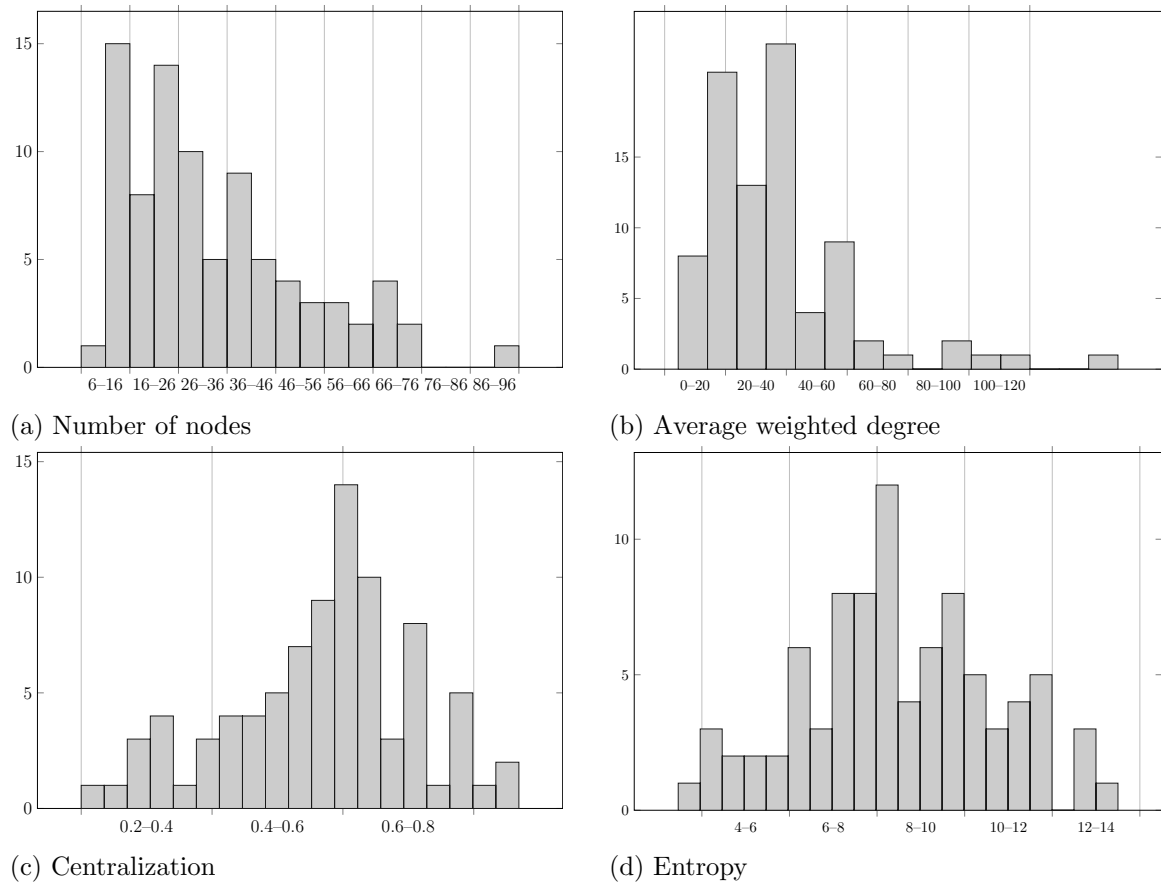 15
10
5
0
6–16 16–26 26–36 36–46 46–56 56–66 66–76 76–86 86–96
(a) Number of nodes
15
10
5
0
0–20 20–40 40–60 60–80 80–100 100–120
(b) Average weighted degree
15
10
5
0
0.2–0.4 0.4–0.6 0.6–0.8
(c) Centralization
10
5
0
4–6 6–8 8–10 10–12 12–14
(d) Entropy